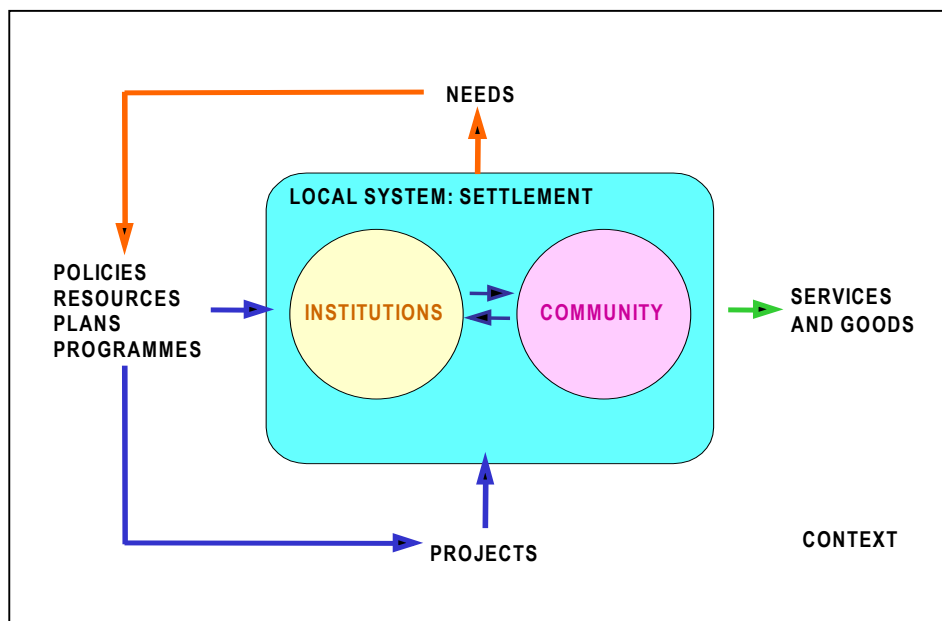 NEEDS
LOCAL SYSTEM: SETTLEMENT
POLICIES
RESOURCES
PLANS
PROGRAMMES
INSTITUTIONS
COMMUNITY
SERVICES
AND GOODS
PROJECTS
CONTEXT